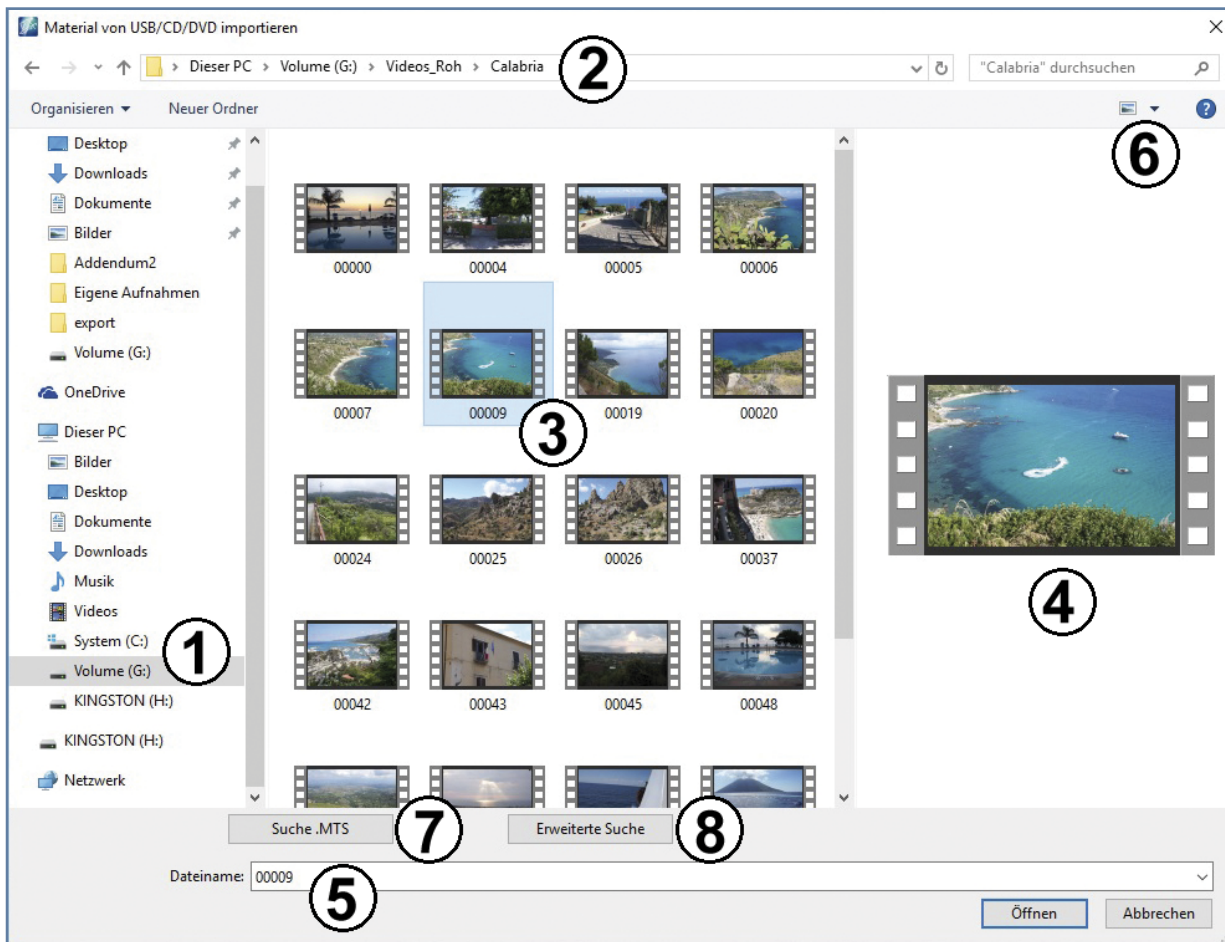 Material von USB/CD/DVD importieren
Dieser PC > Volume (G:) > Videos_Roh > Calabria
2
"Calabria" durchsuchen
Organisieren
Neuer Ordner
6
Desktop
Downloads
Dokumente
Bilder
Addendum2
Eigene Aufnahmen
export
Volume (G:)
OneDrive
Dieser PC
Bilder
Desktop
Dokumente
Downloads
Musik
Videos
System (C:)
1
Volume (G:)
KINGSTON (H:)
KINGSTON (H:)
Netzwerk
00000 00004 00005 00006
00007 00009 00019 00020
3
00024 00025 00026 00037
00042 00043 00045 00048
4
Suche .MTS
7
Erweiterte Suche
8
Dateiname: 00009
5
Öffnen
Abbrechen